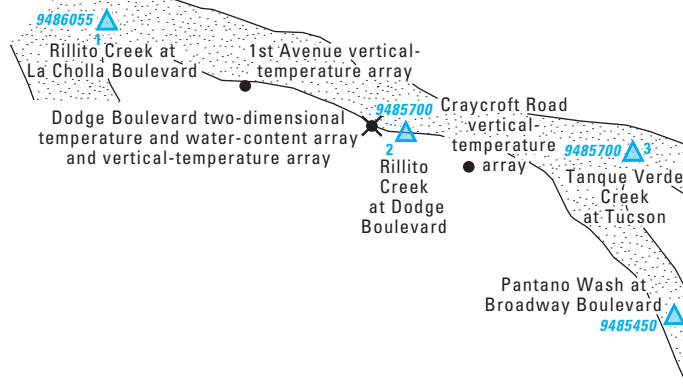 9486055
1
Rillito Creek at
La Cholla Boulevard
1st Avenue vertical-
temperature array
Dodge Boulevard two-dimensional
temperature and water-content array
and vertical-temperature array
9485700
2
Rillito
Creek
at Dodge
Boulevard
Craycroft Road
vertical-
temperature
array
9485700
3
Tanque Verde
Creek
at Tucson
Pantano Wash at
Broadway Boulevard
9485450